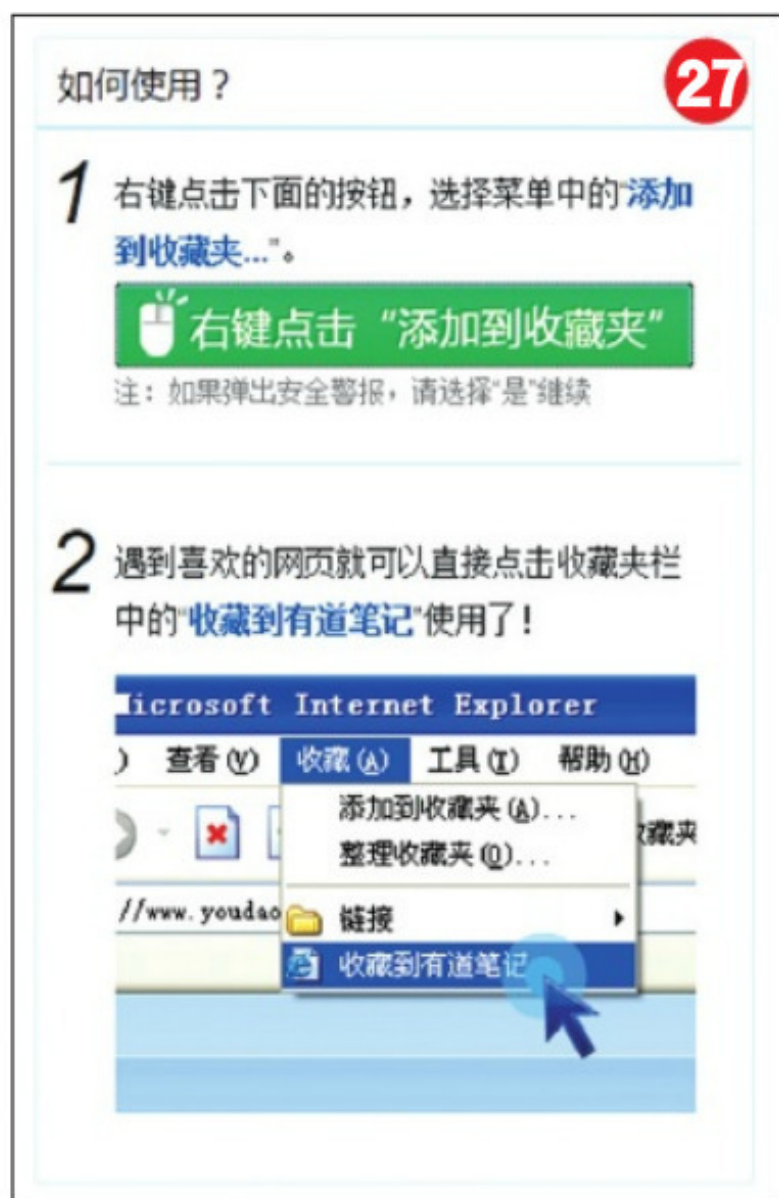 如何使用？
27
1 右键点击下面的按钮，选择菜单中的“添加
到收藏夹...”。
右键点击“添加到收藏夹”
注：如果弹出安全警报，请选择“是”继续
2 遇到喜欢的网页就可以直接点击收藏夹栏
中的“收藏到有道笔记”使用了！
icrosoft Internet Explorer
) 查看(V) 收藏(A) 工具(T) 帮助(H)
添加到收藏夹(A)...
藏夹
整理收藏夹(O)...
//www.youdao
链接
收藏到有道笔记